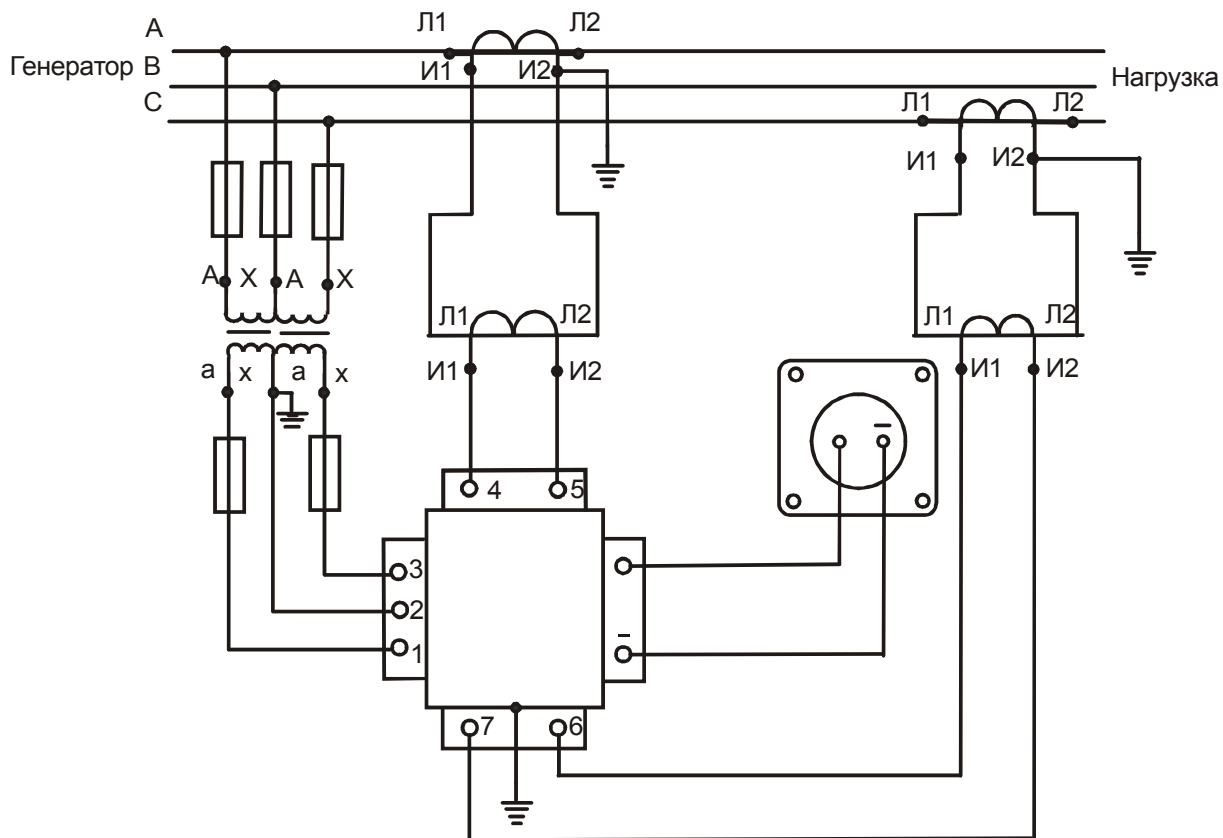 А
Л1 Л2
Генератор В
И1 И2
Нагрузка
С
Л1 Л2
И1 И2
А Х А Х
Л1 Л2
Л1 Л2
а х а х
И1 И2
И1 И2
–
4 5
3
2
1
–
7 6